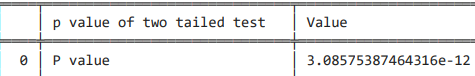 p value of two tailed test Value
0 P value 3.08575387464316e-12